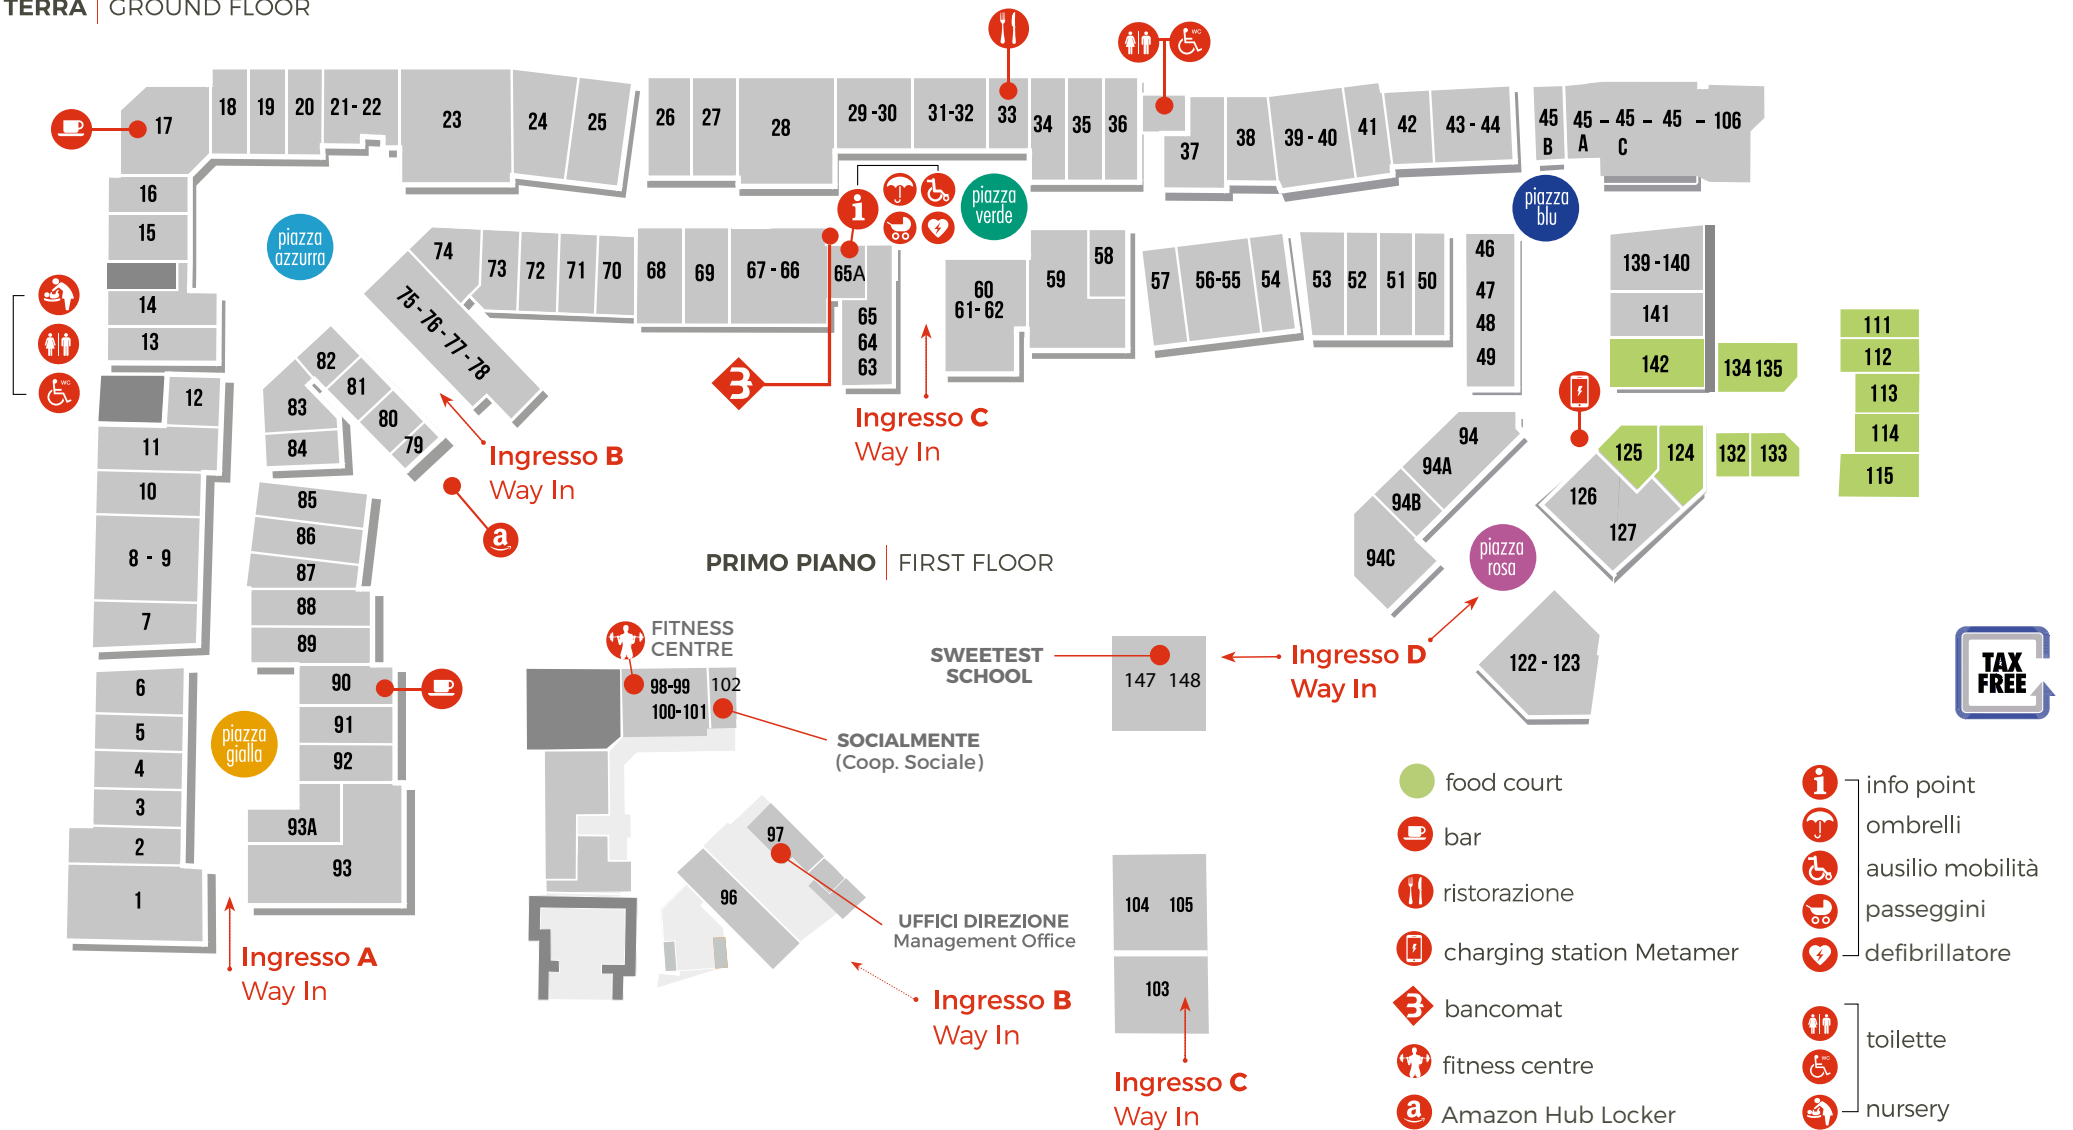 TERRA | GROUND FLOOR
17
18
19
20
21 - 22
23
24
25
26
27
28
29 -30
31-32
33
34
35
36
37
38
39 - 40
41
42
43 - 44
45 B
45 A
- 45 C
- 45
- 106
WC
16
15
14
13
12
11
10
8 - 9
7
6
5
4
3
2
1
WC
piazza
azzurra
piazza
verde
piazza
blu
74
73
72
71
70
68
69
67 - 66
65A
65
64
63
60
61- 62
59
58
57
56-55
54
53
52
51
50
46
47
48
49
139 -140
141
142
134 135
111
112
113
114
115
132
133
125
124
126
127
75 - 76 - 77 - 78
82
81
80
79
83
84
85
86
87
88
89
90
91
92
93A
93
94
94A
94B
94C
122 - 123
i
3
a
Ingresso B
Way In
Ingresso C
Way In
piazza
rosa
piazza
gialla
Ingresso A
Way In
Ingresso D
Way In
PRIMO PIANO | FIRST FLOOR
FITNESS
CENTRE
98-99
100-101
102
SOCIALMENTE
(Coop. Sociale)
SWEETEST
SCHOOL
147 148
97
96
UFFICI DIREZIONE
Management Office
Ingresso B
Way In
104 105
103
Ingresso C
Way In
TAX
FREE
food court
bar
ristorazione
charging station Metamer
3
bancomat
fitness centre
a
Amazon Hub Locker
i
info point
ombrelli
ausilio mobilità
passeggini
defibrillatore
toilette
WC
nursery